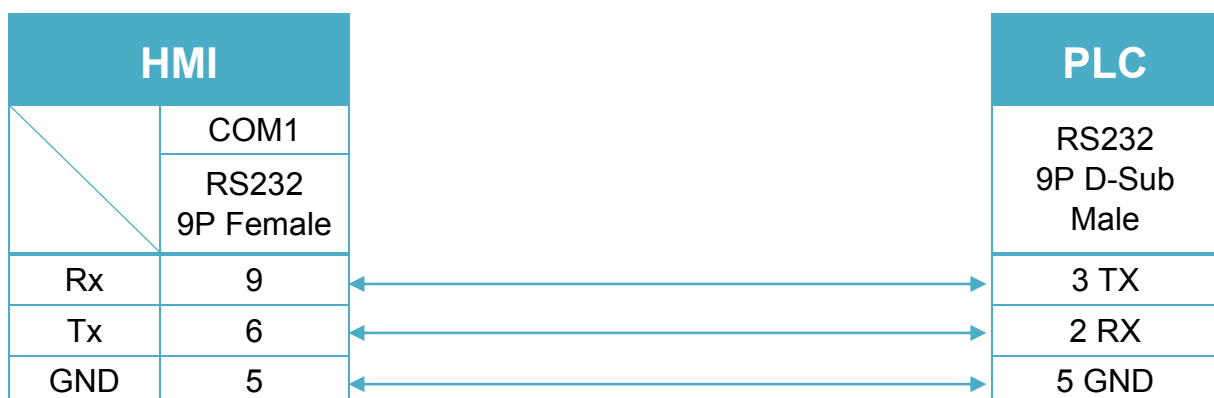 HMI
PLC
COM1
RS232
9P Female
RS232
9P D-Sub
Male
Rx 9 3 TX
Tx 6 2 RX
GND 5 5 GND